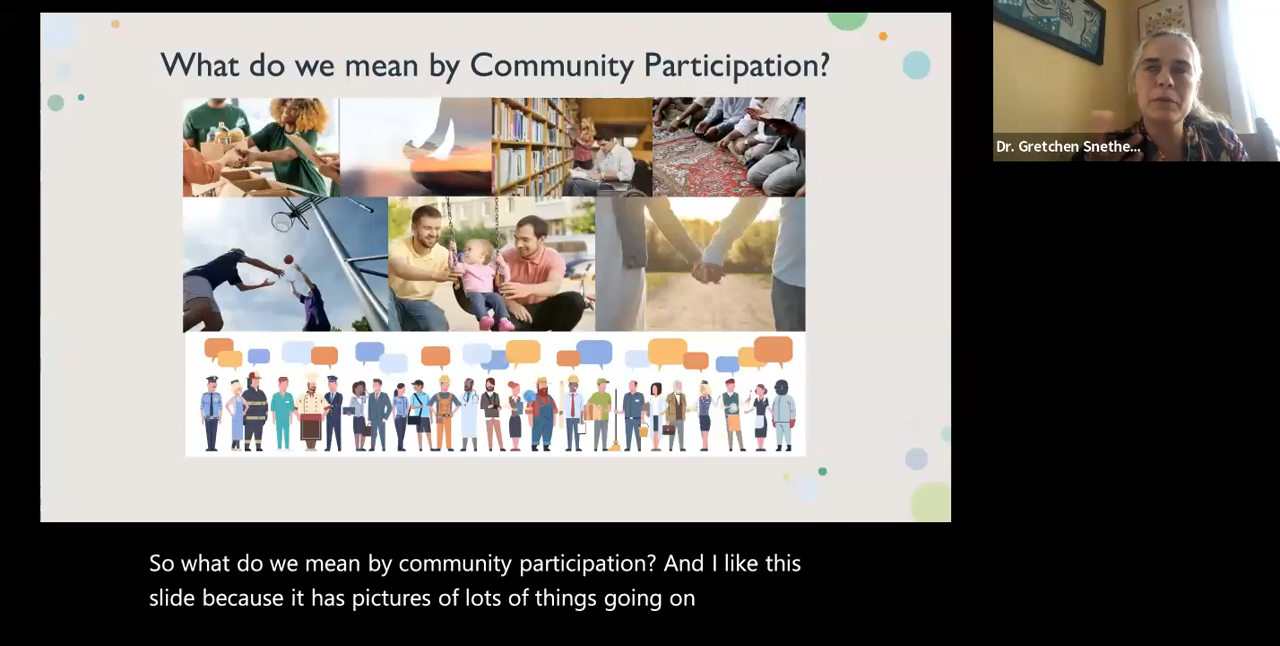 What do we mean by Community Participation?
Dr. Gretchen Snethe...
So what do we mean by community participation? And I like this
slide because it has pictures of lots of things going on